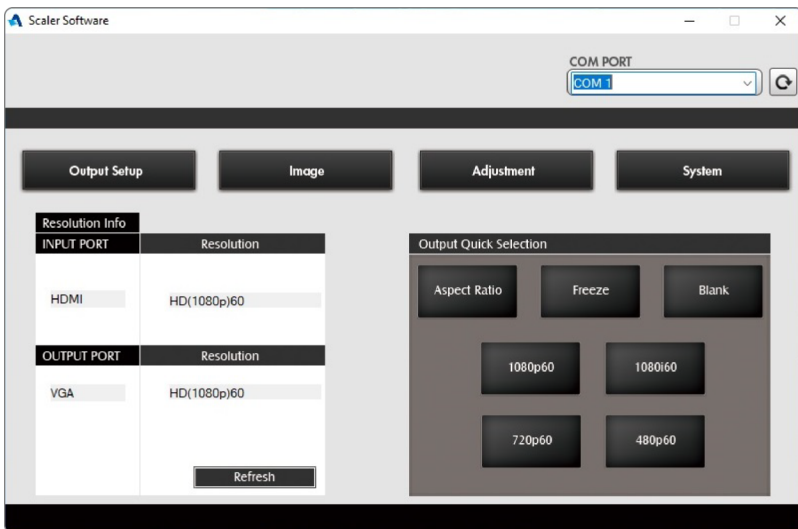 Scaler Software
COM PORT
COM 1
Output Setup
Image
Adjustment
System
Resolution Info
INPUT PORT
Resolution
HDMI
HD(1080p)60
OUTPUT PORT
Resolution
VGA
HD(1080p)60
Refresh
Output Quick Selection
Aspect Ratio
Freeze
Blank
1080p60
1080i60
720p60
480p60